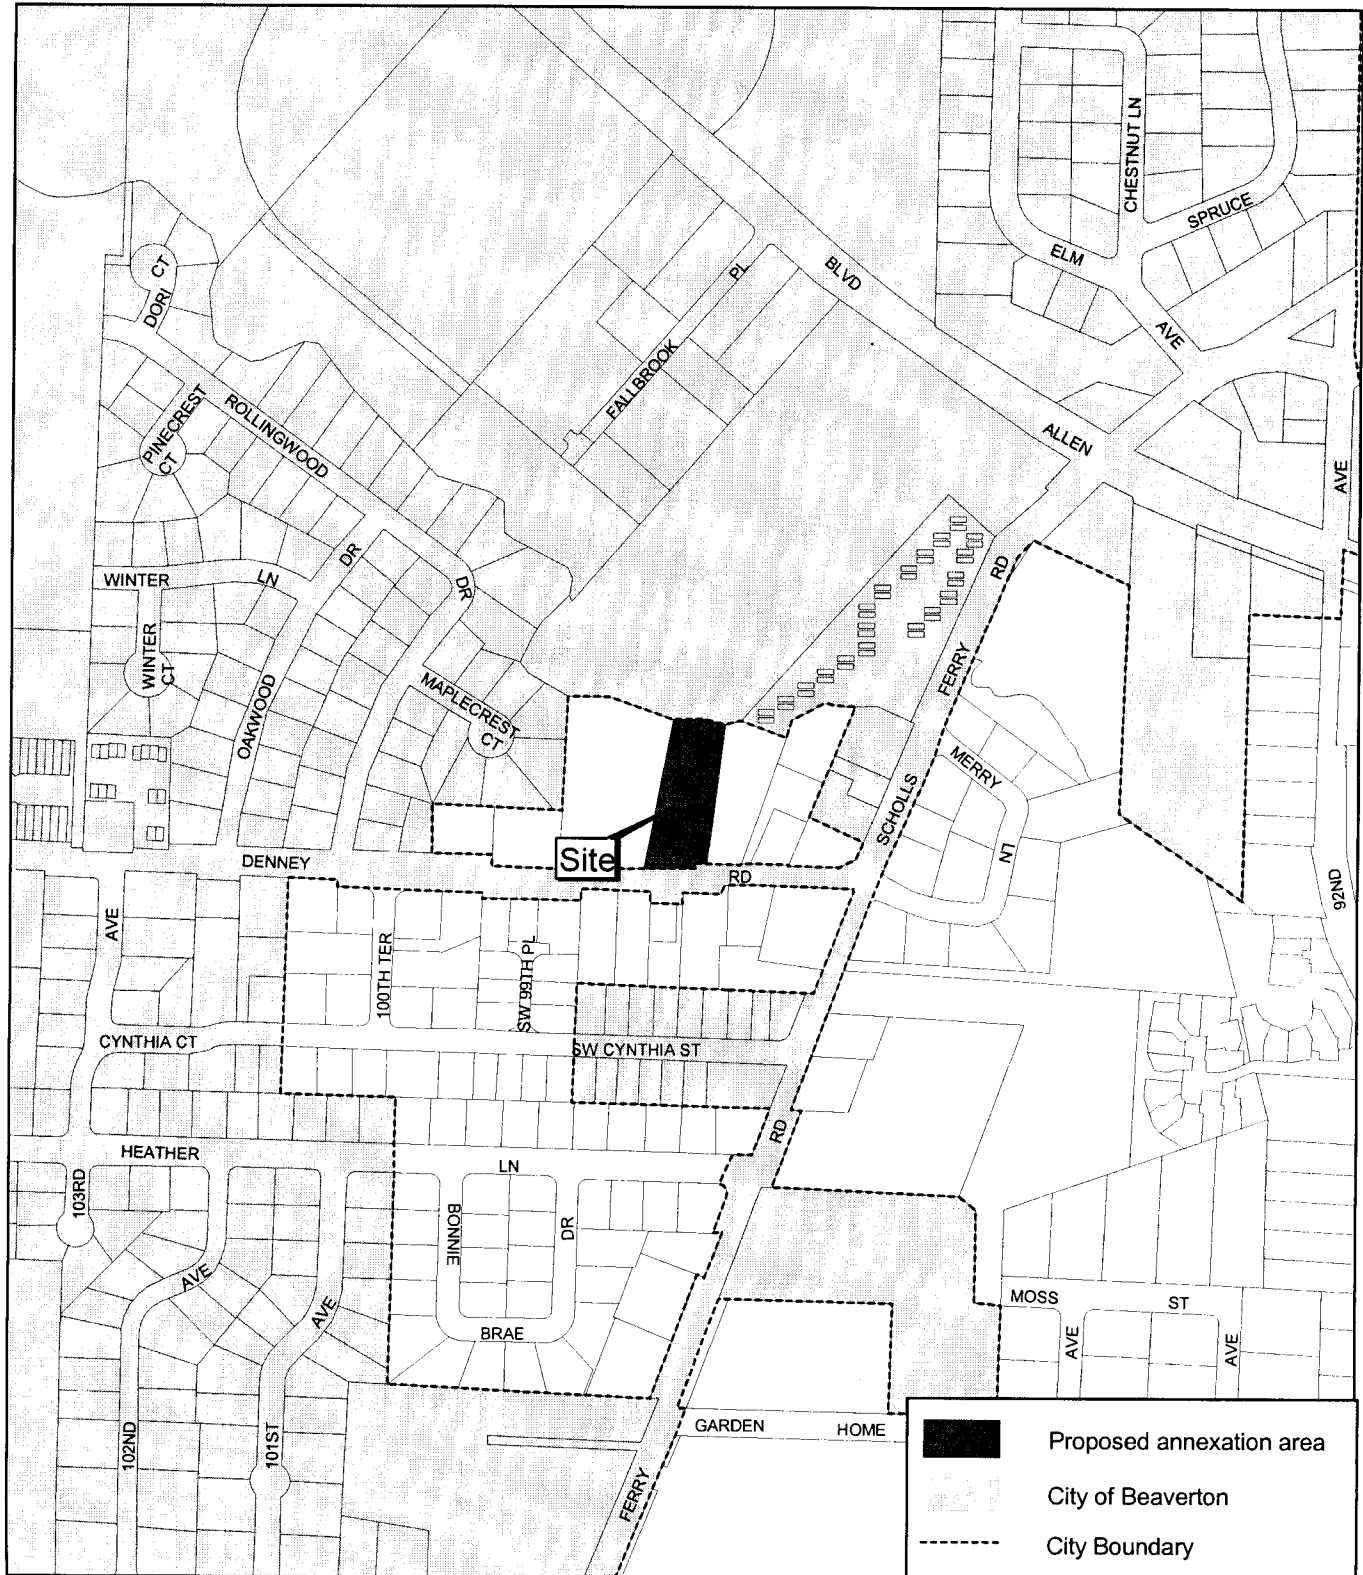 CHESTNUT LN
SPRUCE
ELM
AVE
DORI
CT
BLVD
PL
FALLBROOK
ALLEN
AVE
PINECREST
CT
ROLLINGWOOD
DR
DR
WINTER
LN
WINTER
CT
OAKWOOD
MAPLECREST
CT
RD
FERRY
SCHOLLS
MERRY
LN
Site
DENNEY
RD
92ND
AVE
100TH TER
SW 99TH PL
CYNTHIA CT
SW CYNTHIA ST
HEATHER
LN
RD
103RD
BONNIE
DR
AVE
AVE
BRAE
MOSS
ST
AVE
AVE
102ND
101ST
FERRY
GARDEN
HOME
Proposed annexation area
City of Beaverton
City Boundary